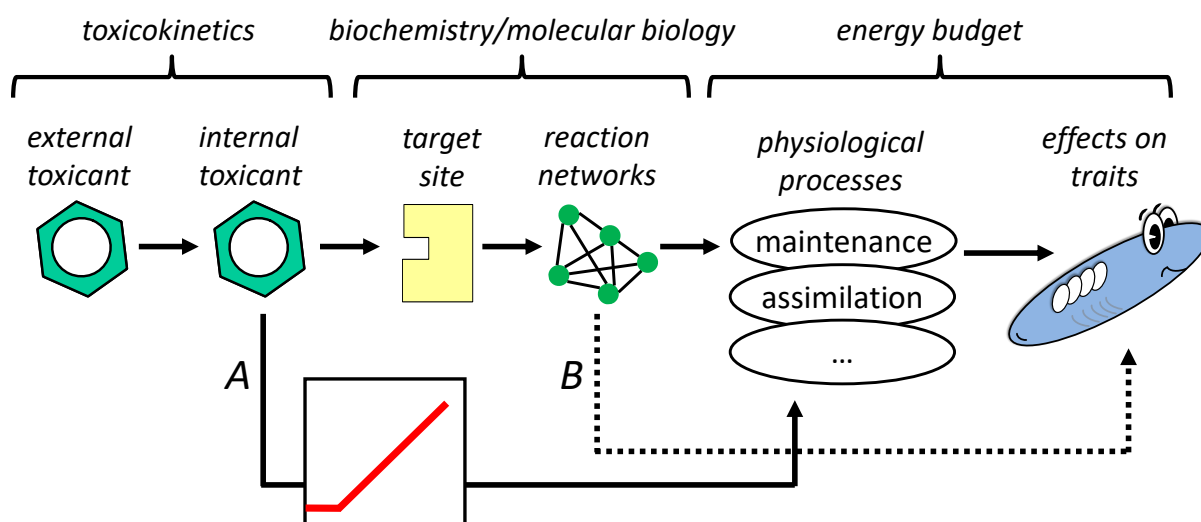 toxicokinetics
biochemistry/molecular biology
energy budget
external
toxicant
internal
toxicant
target
site
reaction
networks
physiological
processes
effects on
traits
maintenance
assimilation
...
A
B